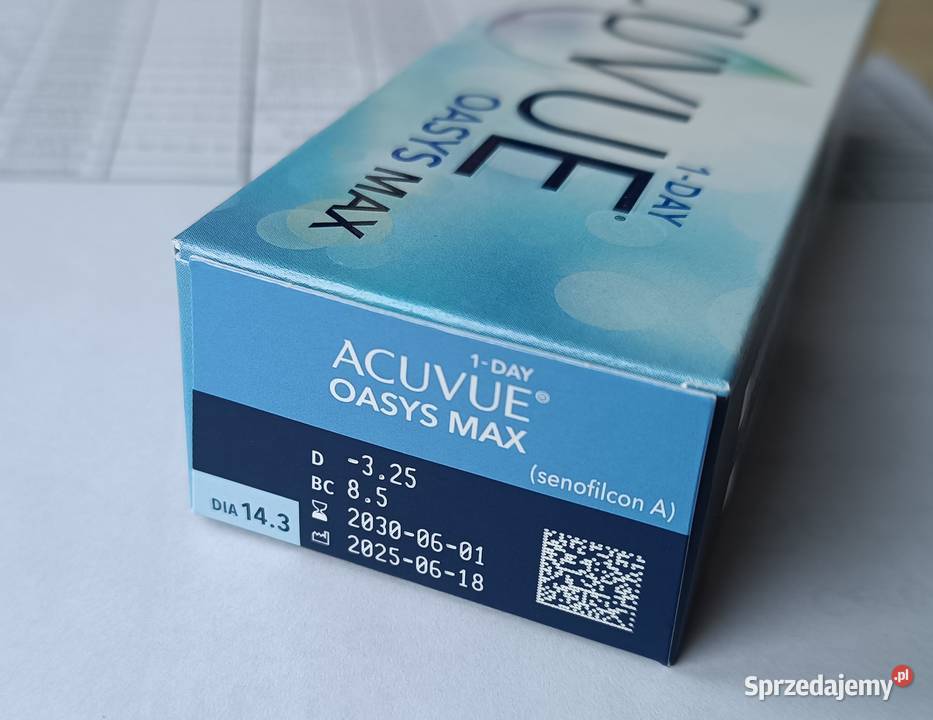 CUVUE®
1-DAY
OASYS MAX
1-DAY
ACUVUE®
OASYS MAX
(senofilcon A)
D -3.25
BC 8.5
2030-06-01
2025-06-18
DIA 14.3
Sprzedajemy.pl